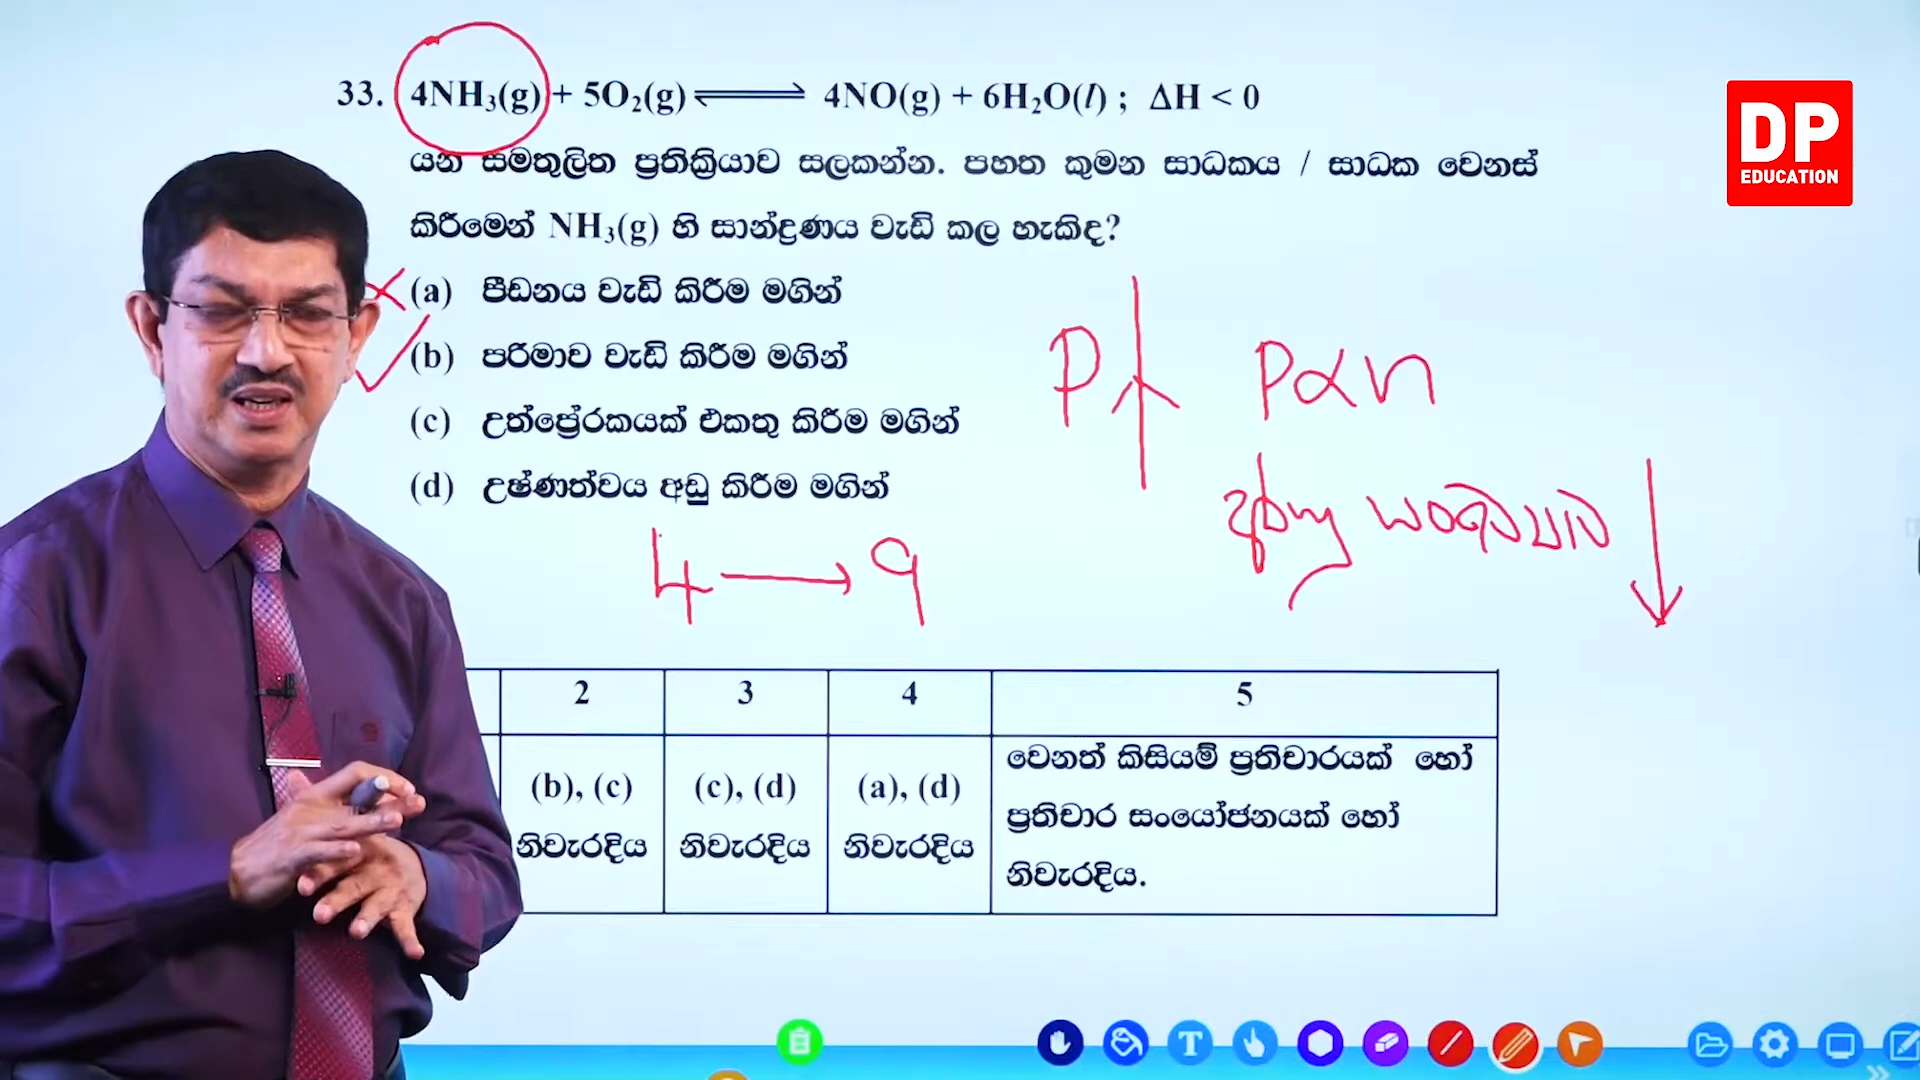 33. 4NH₃(g) + 5O₂(g) ⇌ 4NO(g) + 6H₂O(l) ; ΔH < 0
DP
EDUCATION
යන සමතුලිත ප්‍රතික්‍රියාව සලකන්න. පහත කුමන සාධකය / සාධක වෙනස්
කිරීමෙන් NH₃(g) හි සාන්ද්‍රණය වැඩි කල හැකිද?
(a) පීඩනය වැඩි කිරීම මගින්
(b) පරිමාව වැඩි කිරීම මගින්
(c) උත්ප්‍රේරකයක් එකතු කිරීම මගින්
(d) උෂ්ණත්වය අඩු කිරීම මගින්
P↑ P∝n
4 → 9
2 3 4 5
(b), (c) නිවැරදිය
(c), (d) නිවැරදිය
(a), (d) නිවැරදිය
වෙනත් කිසියම් ප්‍රතිචාරයක් හෝ
ප්‍රතිචාර සංයෝජනයක් හෝ
නිවැරදිය.